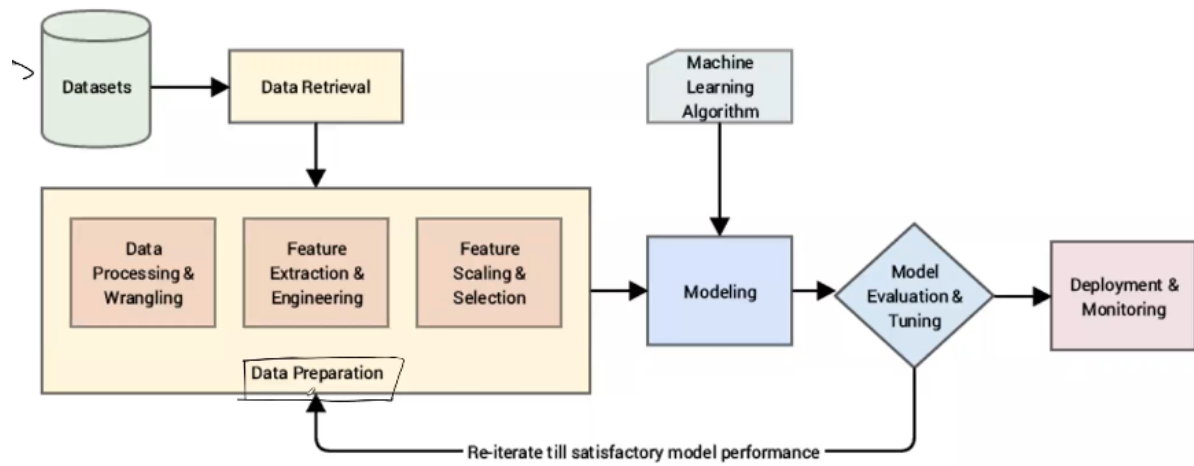 Datasets
Data Retrieval
Machine
Learning
Algorithm
Data
Processing &
Wrangling
Feature
Extraction &
Engineering
Feature
Scaling &
Selection
Data Preparation
Modeling
Model
Evaluation &
Tuning
Deployment &
Monitoring
Re-iterate till satisfactory model performance